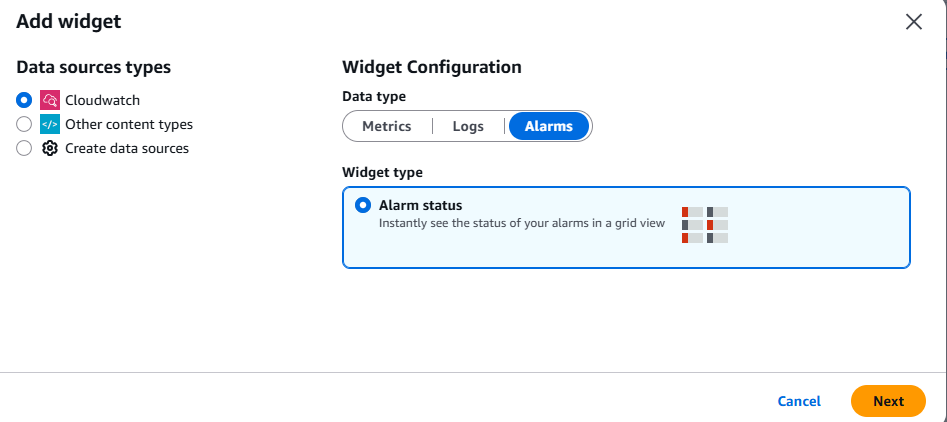 Add widget
Data sources types
Cloudwatch
Other content types
Create data sources
Widget Configuration
Data type
Metrics
Logs
Alarms
Widget type
Alarm status
Instantly see the status of your alarms in a grid view
Cancel
Next